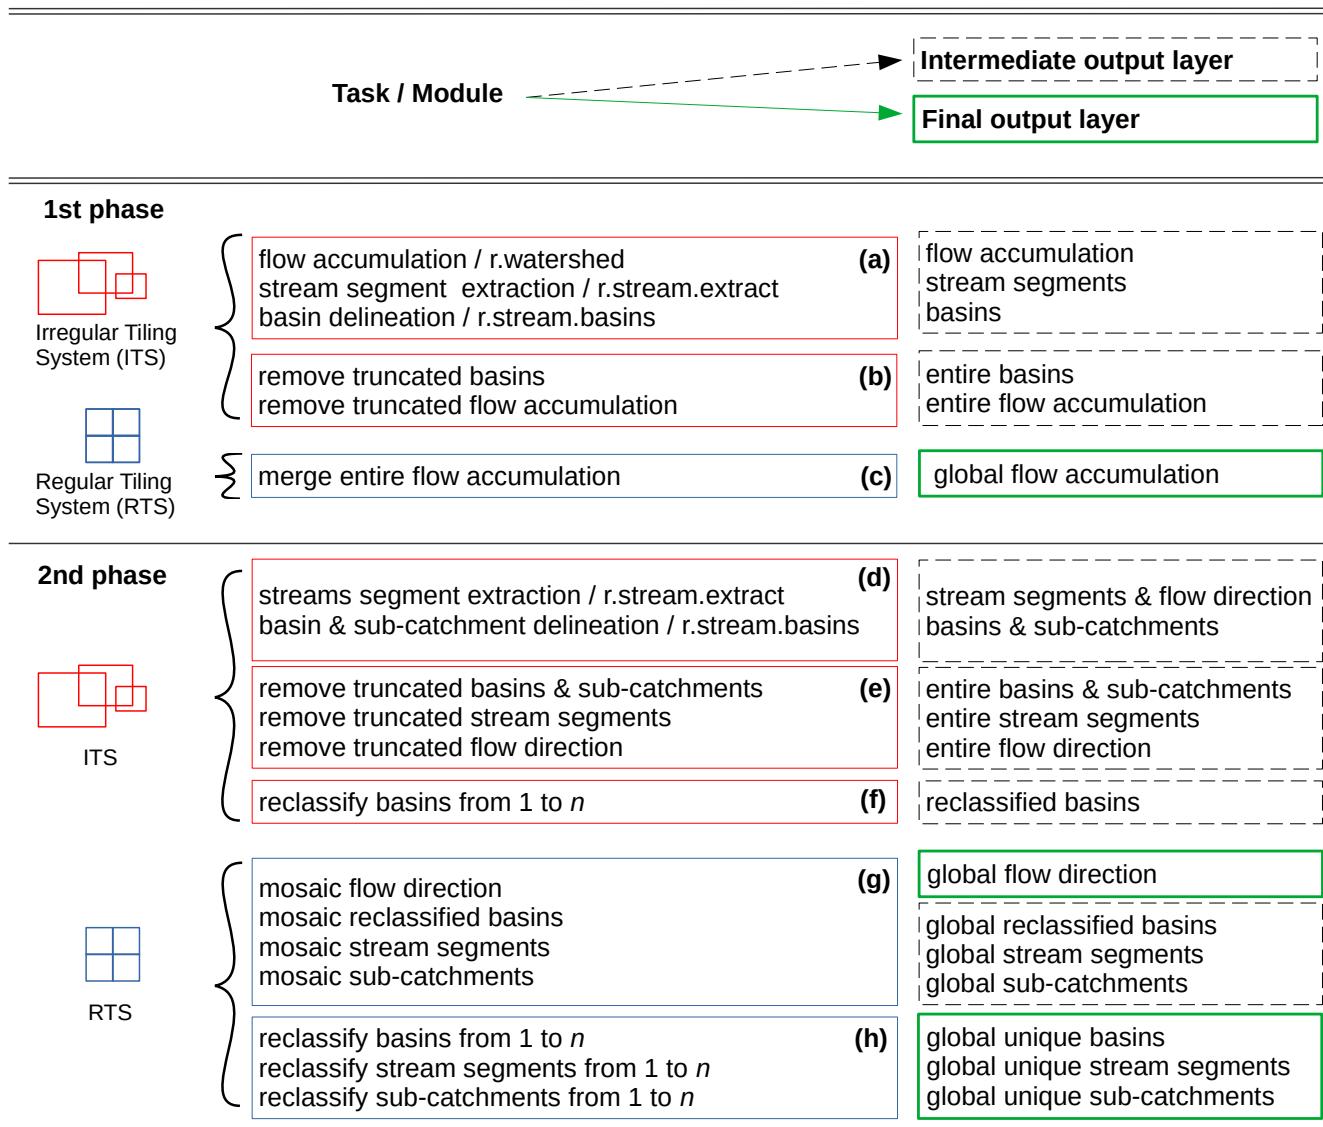 Task / Module
Intermediate output layer
Final output layer
1st phase
Irregular Tiling
System (ITS)
flow accumulation / r.watershed
stream segment  extraction / r.stream.extract
basin delineation / r.stream.basins
(a)
flow accumulation
stream segments
basins
remove truncated basins
remove truncated flow accumulation
(b)
entire basins
entire flow accumulation
Regular Tiling
System (RTS)
merge entire flow accumulation
(c)
global flow accumulation
2nd phase
ITS
(d)
streams segment extraction / r.stream.extract
basin & sub-catchment delineation / r.stream.basins
stream segments & flow direction
basins & sub-catchments
remove truncated basins & sub-catchments
remove truncated stream segments
remove truncated flow direction
(e)
entire basins & sub-catchments
entire stream segments
entire flow direction
reclassify basins from 1 to n
(f)
reclassified basins
RTS
mosaic flow direction
mosaic reclassified basins
mosaic stream segments
mosaic sub-catchments
(g)
global flow direction
global reclassified basins
global stream segments
global sub-catchments
reclassify basins from 1 to n
reclassify stream segments from 1 to n
reclassify sub-catchments from 1 to n
(h)
global unique basins
global unique stream segments
global unique sub-catchments